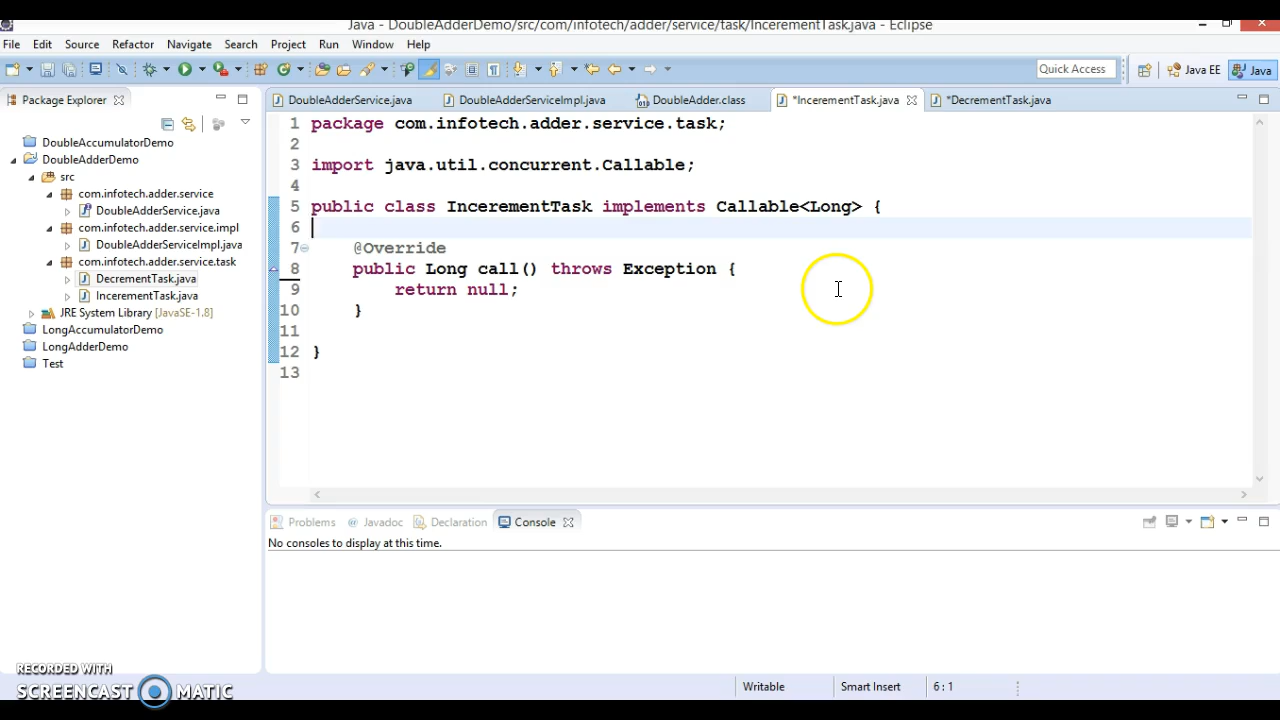 Java - DoubleAdderDemo/src/com/infotech/adder/service/task/IncerementTask.java - Eclipse
File Edit Source Refactor Navigate Search Project Run Window Help
Quick Access Java EE Java
Package Explorer
DoubleAdderService.java DoubleAdderServiceImpl.java DoubleAdder.class *IncerementTask.java *DecrementTask.java
DoubleAccumulatorDemo
DoubleAdderDemo
src
com.infotech.adder.service
DoubleAdderService.java
com.infotech.adder.service.impl
DoubleAdderServiceImpl.java
com.infotech.adder.service.task
DecrementTask.java
IncerementTask.java
JRE System Library [JavaSE-1.8]
LongAccumulatorDemo
LongAdderDemo
Test
1 package com.infotech.adder.service.task;
2
3 import java.util.concurrent.Callable;
4
5 public class IncerementTask implements Callable<Long> {
6
7 @Override
8 public Long call() throws Exception {
9 return null;
10 }
11
12 }
13
Problems @ Javadoc Declaration Console
No consoles to display at this time.
Writable Smart Insert 6 : 1
RECORDED WITH
SCREENCAST MATIC